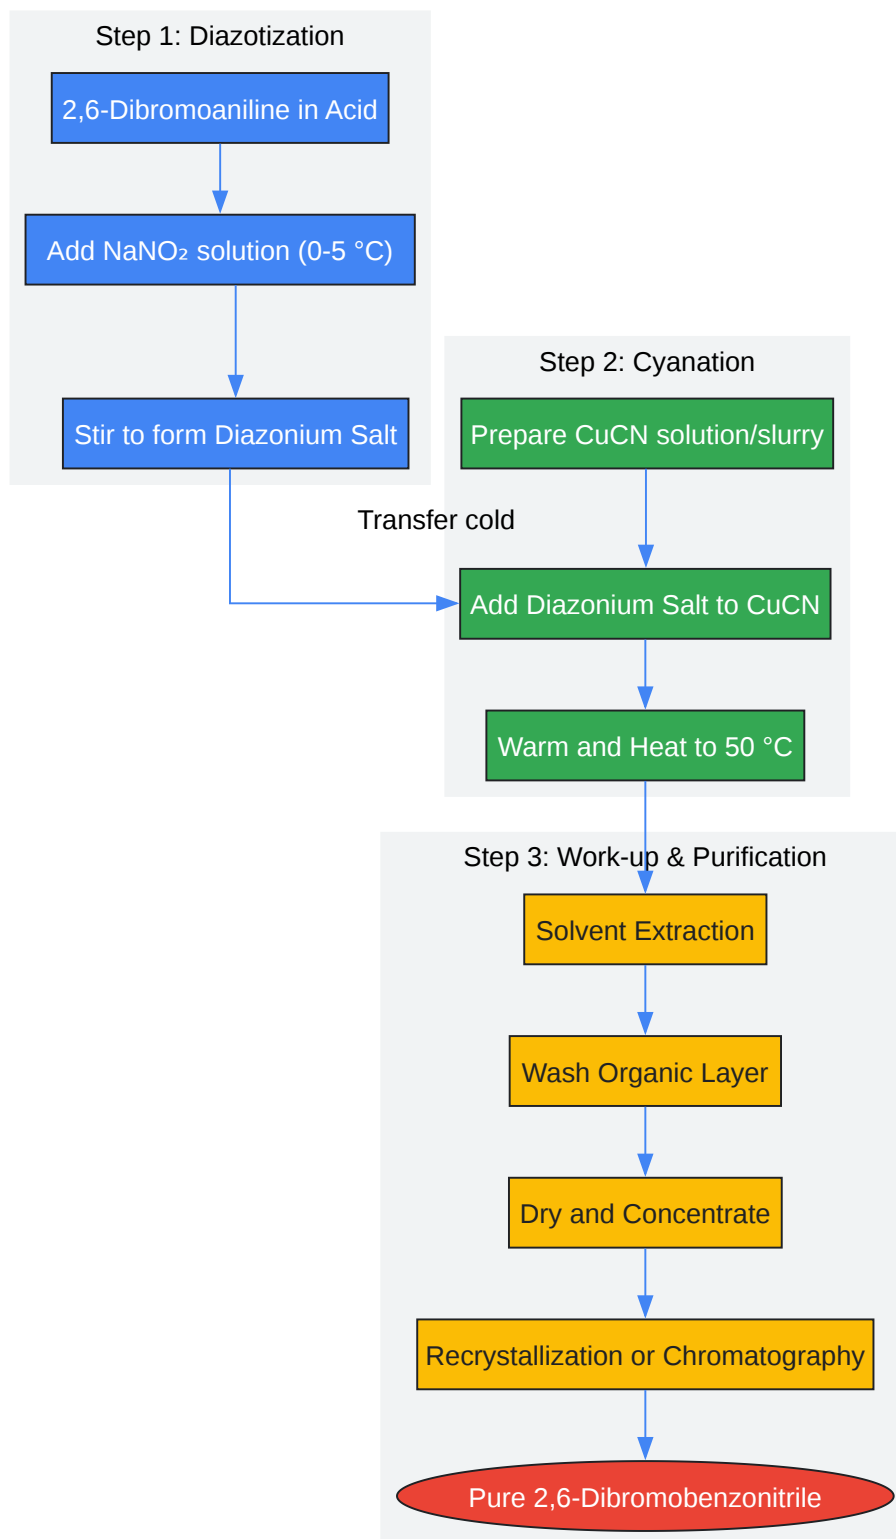 Step 1: Diazotization
2,6-Dibromoaniline in Acid
Add NaNO₂ solution (0-5 °C)
Stir to form Diazonium Salt
Transfer cold
Step 2: Cyanation
Prepare CuCN solution/slurry
Add Diazonium Salt to CuCN
Warm and Heat to 50 °C
Step 3: Work-up & Purification
Solvent Extraction
Wash Organic Layer
Dry and Concentrate
Recrystallization or Chromatography
Pure 2,6-Dibromobenzonitrile